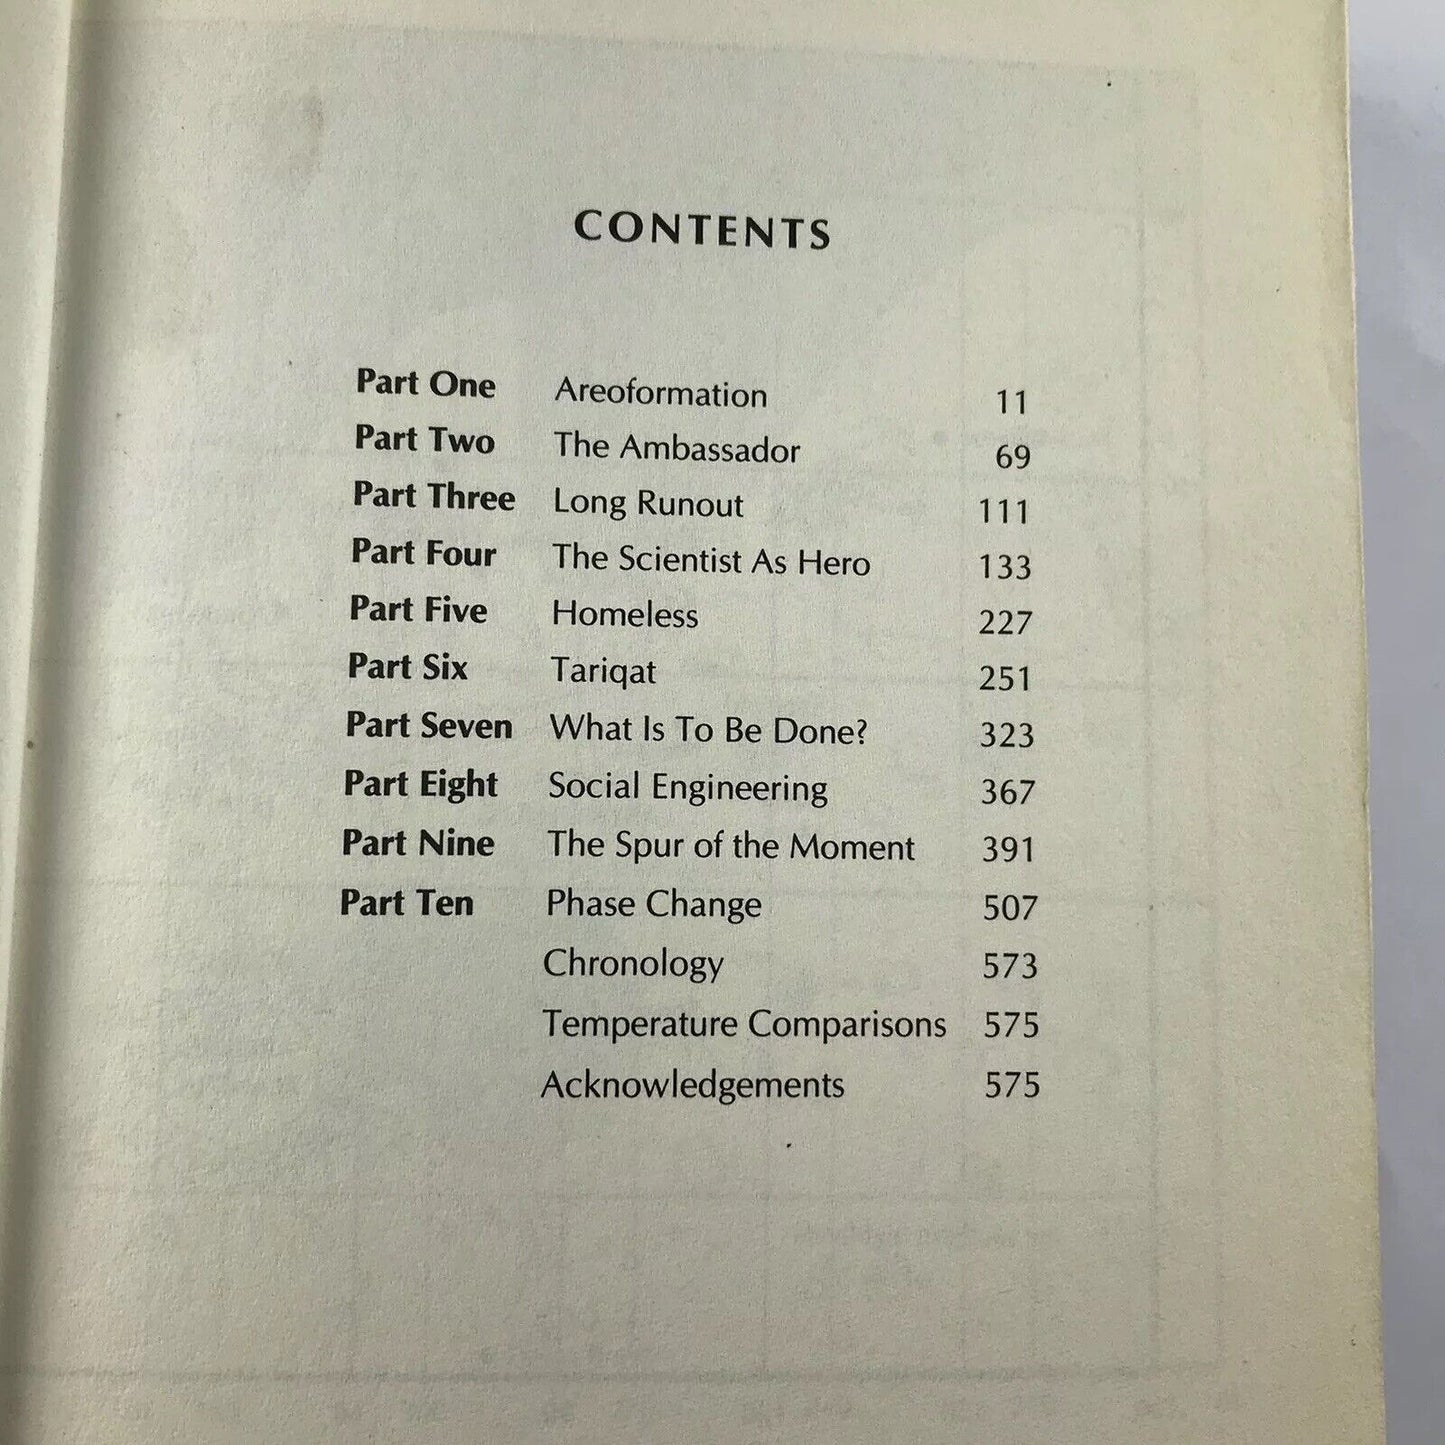 CONTENTS
Part One Areoformation 11
Part Two The Ambassador 69
Part Three Long Runout 111
Part Four The Scientist As Hero 133
Part Five Homeless 227
Part Six Tariqat 251
Part Seven What Is To Be Done? 323
Part Eight Social Engineering 367
Part Nine The Spur of the Moment 391
Part Ten Phase Change 507
Chronology 573
Temperature Comparisons 575
Acknowledgements 575